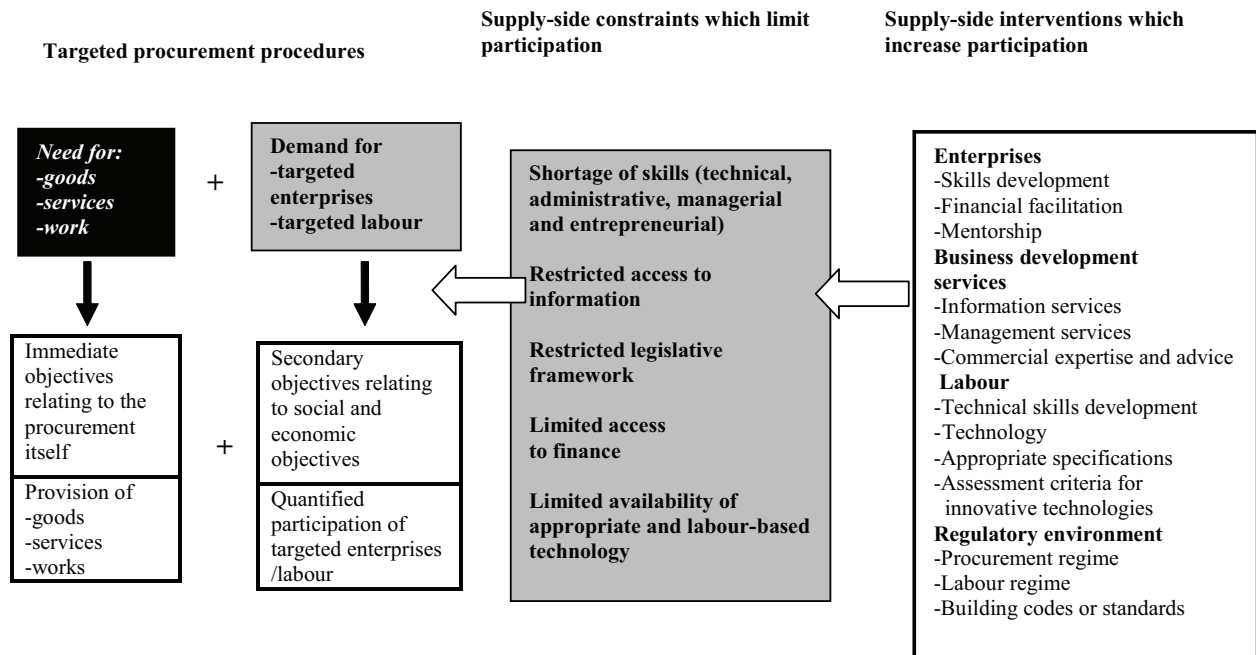 Targeted procurement procedures
Supply-side constraints which limit
participation
Supply-side interventions which
increase participation
Need for:
-goods
-services
-work
+
Demand for
-targeted
enterprises
-targeted labour
Immediate
objectives
relating to the
procurement
itself
Provision of
-goods
-services
-works
+
Secondary
objectives relating
to social and
economic
objectives
Quantified
participation of
targeted enterprises
/labour
Shortage of skills (technical,
administrative, managerial
and entrepreneurial)
Restricted access to
information
Restricted legislative
framework
Limited access
to finance
Limited availability of
appropriate and labour-based
technology
Enterprises
-Skills development
-Financial facilitation
-Mentorship
Business development
services
-Information services
-Management services
-Commercial expertise and advice
Labour
-Technical skills development
-Technology
-Appropriate specifications
-Assessment criteria for
innovative technologies
Regulatory environment
-Procurement regime
-Labour regime
-Building codes or standards